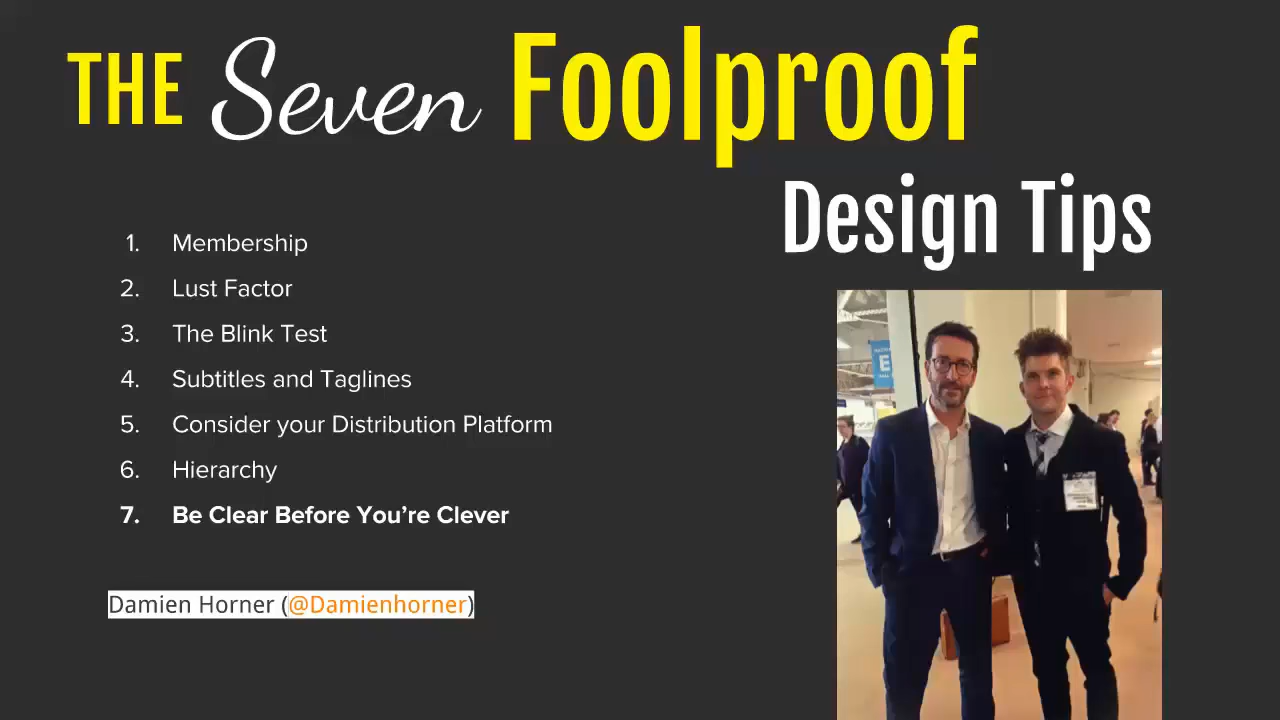 THE Seven Foolproof
Design Tips
1. Membership
2. Lust Factor
3. The Blink Test
4. Subtitles and Taglines
5. Consider your Distribution Platform
6. Hierarchy
7. Be Clear Before You're Clever
Damien Horner (@Damienhorner)
E